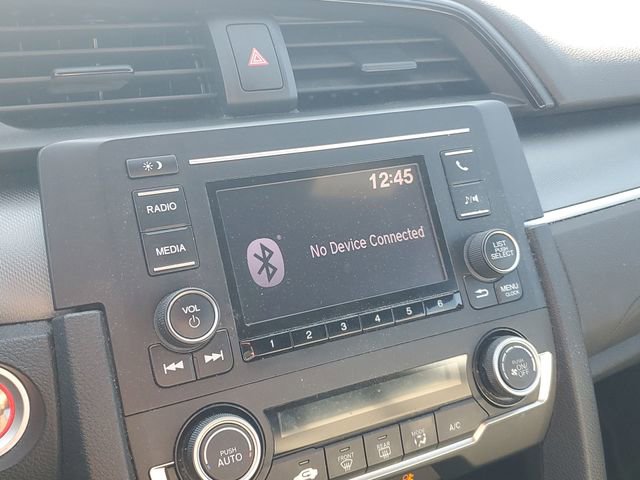 12:45
RADIO
MEDIA
®
No Device Connected
LIST
PUSH
SELECT
MENU
CLOCK
VOL
1 2 3 4 5 6
PUSH
ON/
OFF
PUSH
AUTO
FRONT
REAR
MODE
A/C